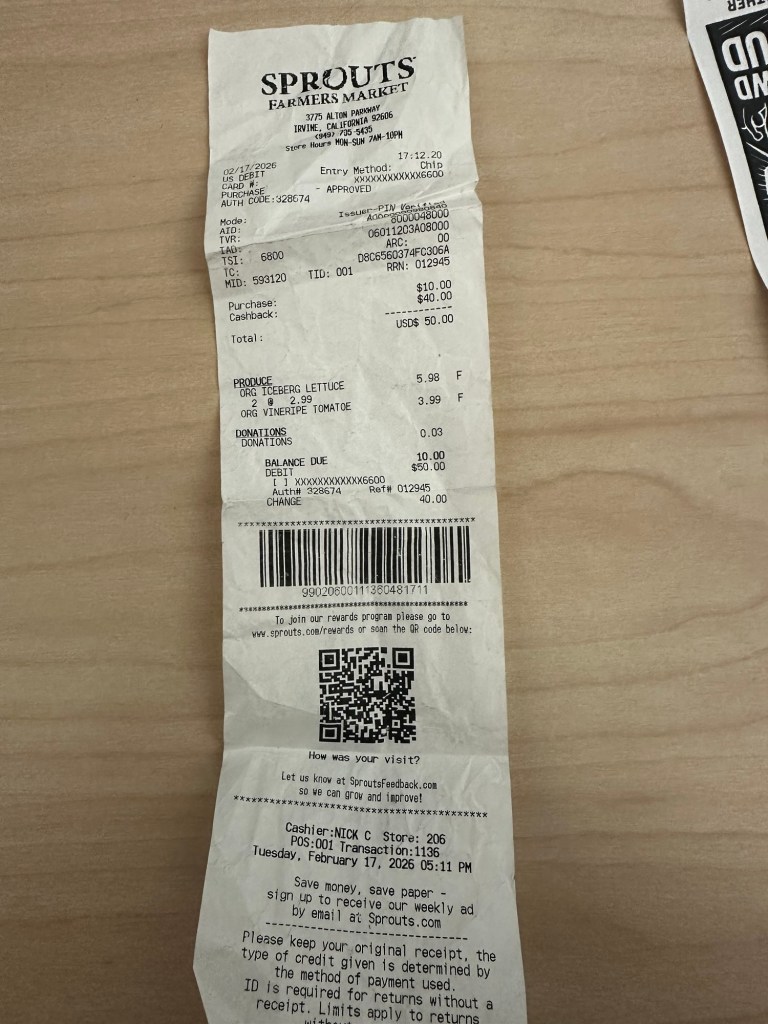 SPROUTS
FARMERS MARKET
3775 ALTON PARKWAY
IRVINE, CALIFORNIA 92606
(949) 705-5435
Store Hours MON-SUN 7AM-10PM
02/17/2026 17:12.20
US DEBIT Entry Method: Chip
CARD #: XXXXXXXXXXXX6600
PURCHASE - APPROVED
AUTH CODE:328674
Mode: Issuer-PIN Verified
AID:
TVR: 8000048000
IAD: 06011203A08000
TSI: 6800 ARC: 00
TC: D8C6560374FC306A
MID: 593120 TID: 001 RRN: 012945
Purchase: $10.00
Cashback: $40.00
------------
Total: USD$ 50.00
PRODUCE
ORG ICEBERG LETTUCE 5.98 F
2 @ 2.99
ORG VINERIPE TOMATOE 3.99 F
DONATIONS
DONATIONS 0.03
BALANCE DUE 10.00
DEBIT $50.00
[ ] XXXXXXXXXXXX6600
Auth# 328674 Ref# 012945
CHANGE 40.00
99020600111360481711
To join our rewards program please go to
www.sprouts.com/rewards or scan the QR code below:
How was your visit?
Let us know at SproutsFeedback.com
so we can grow and improve!
Cashier:NICK C Store: 206
POS:001 Transaction:1136
Tuesday, February 17, 2026 05:11 PM
Save money, save paper -
sign up to receive our weekly ad
by email at Sprouts.com
------------------------------
Please keep your original receipt, the
type of credit given is determined by
the method of payment used.
ID is required for returns without a
receipt. Limits apply to returns